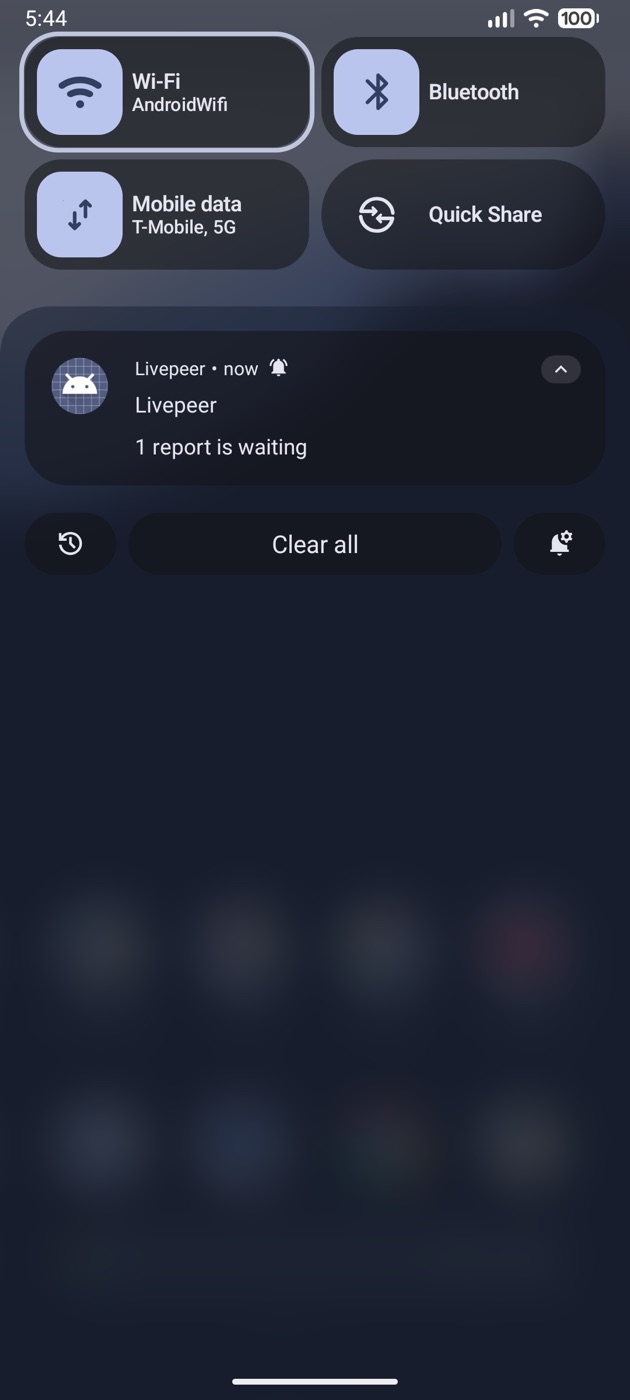 5:44
100
Wi-Fi
AndroidWifi
Bluetooth
Mobile data
T-Mobile, 5G
Quick Share
Livepeer • now
Livepeer
1 report is waiting
Clear all